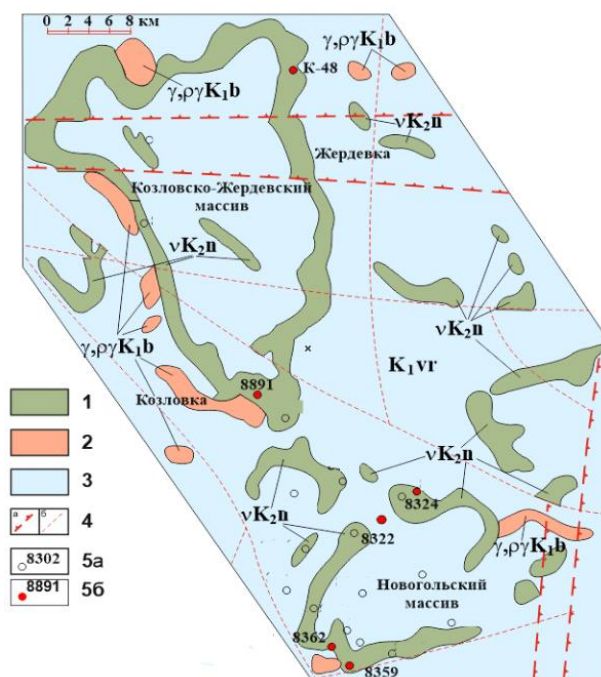 0 2 4 6 8 км
γ,ργK₁b
γ,ργK₁b
К-48
νK₂n
Жердевка
Козловско-Жердевский
массив
νK₂n
νK₂n
γ,ργK₁b
K₁vr
8891
Козловка
νK₂n
8324
νK₂n
8322
γ,ργK₁b
Новогольский
массив
8362
8359
1
2
3
а б 4
8302 5а
8891 5б